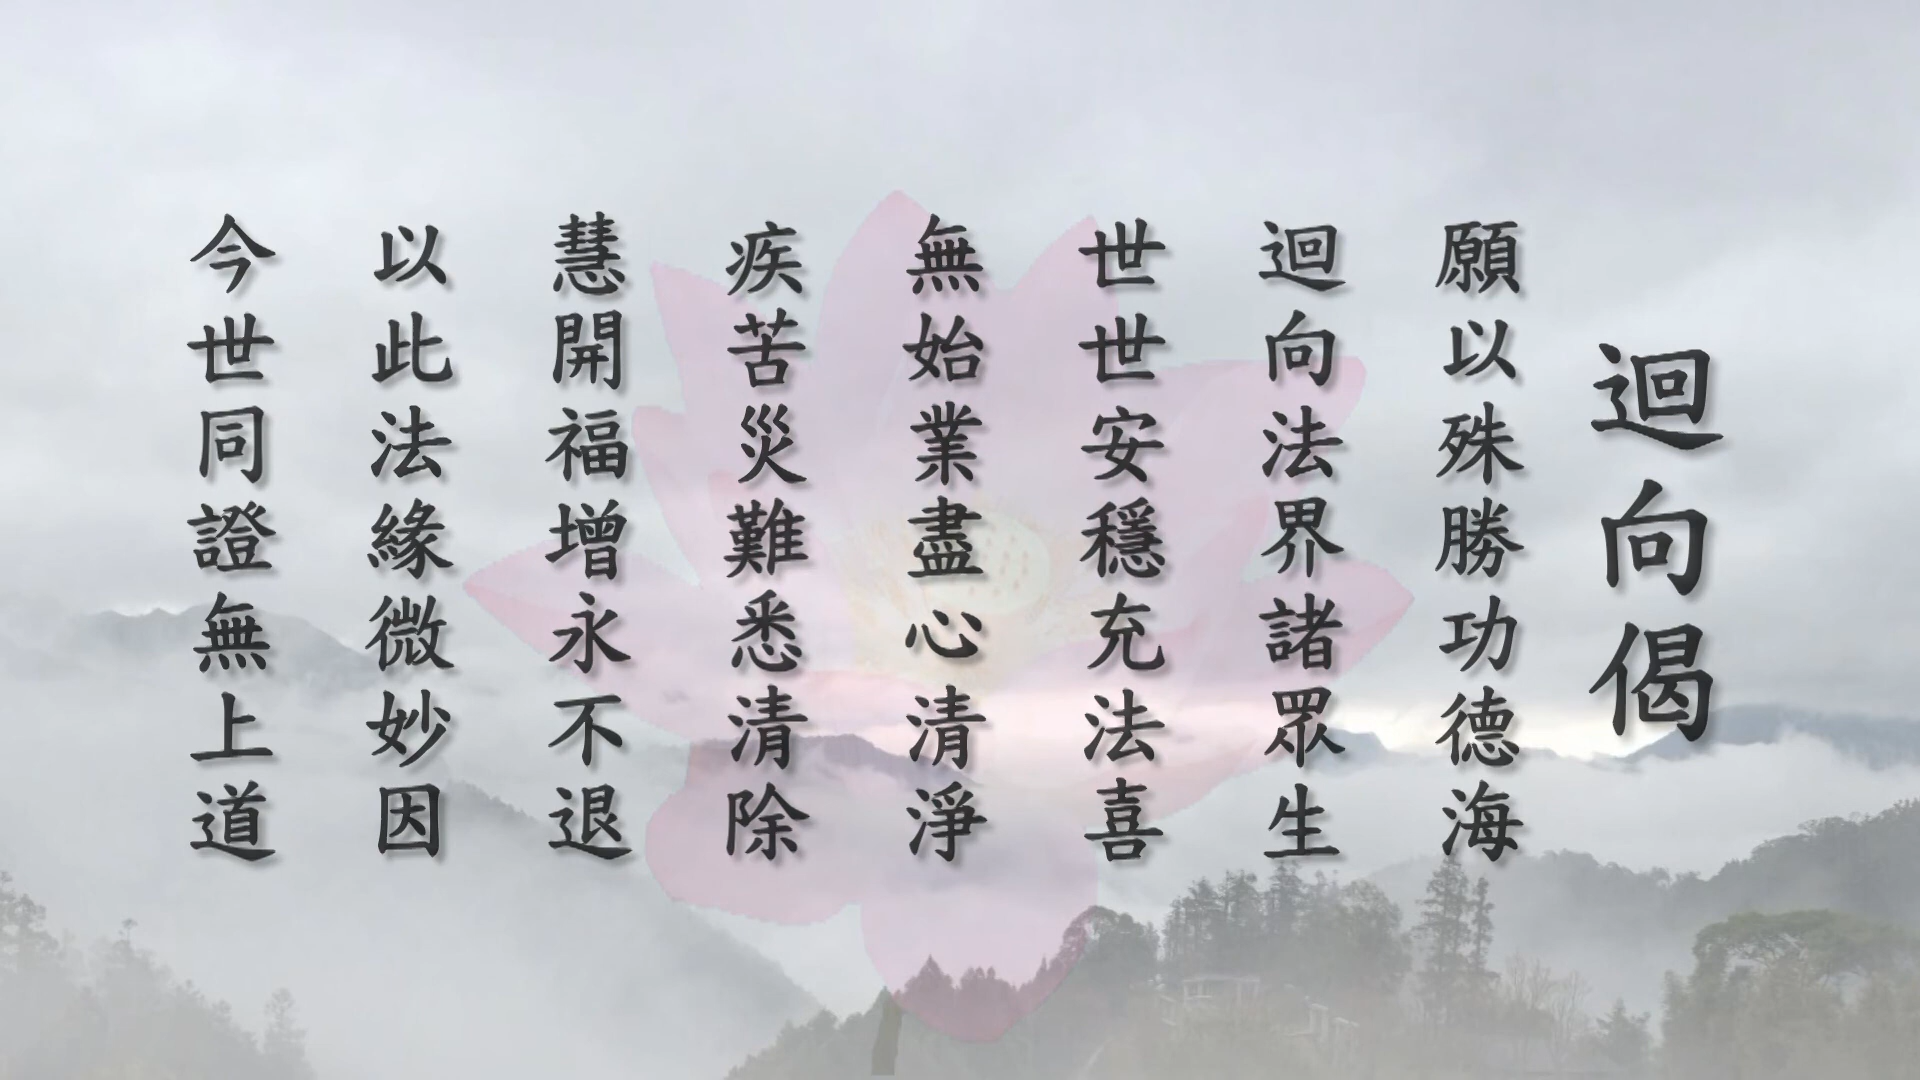 迴向偈
願以殊勝功德海
迴向法界諸眾生
世世安穩充法喜
無始業盡心清淨
疾苦災難悉清除
慧開福增永不退
以此法緣微妙因
今世同證無上道